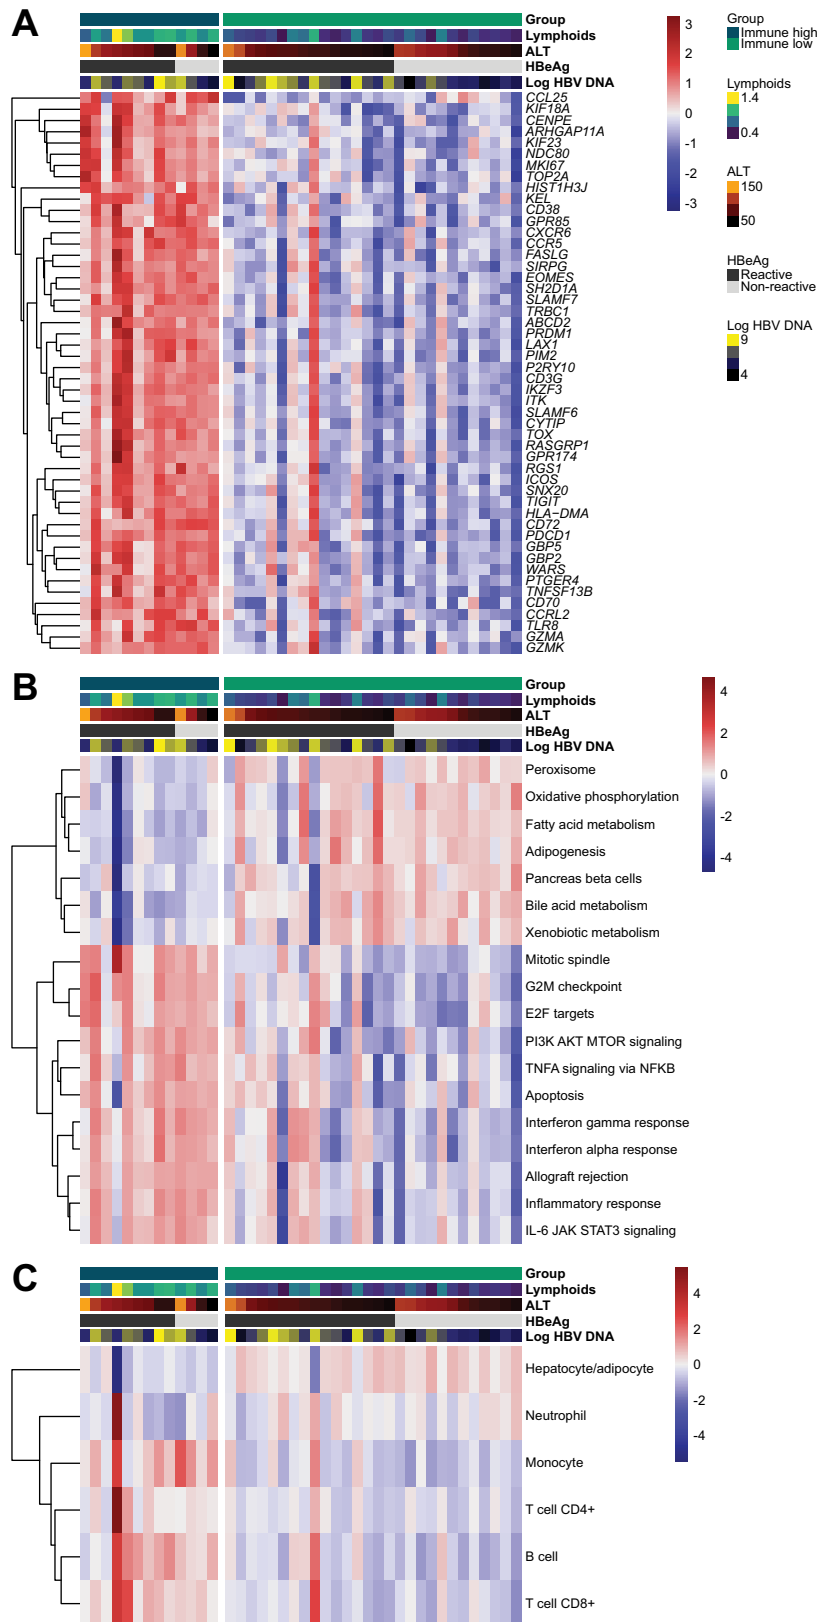 A
Group
Lymphoids
ALT
HBeAg
Log HBV DNA
CCL25
KIF18A
CENPE
ARHGAP11A
KIF23
NDC80
MKI67
TOP2A
HIST1H3J
KEL
CD38
GPR85
CXCR6
CCR5
FASLG
SIRPG
EOMES
SH2D1A
SLAMF7
TRBC1
ABCD2
PRDM1
LAX1
PIM2
P2RY10
CD3G
IKZF3
ITK
SLAMF6
CYTIP
TOX
RASGRP1
GPR174
RGS1
ICOS
SNX20
TIGIT
HLA−DMA
CD72
PDCD1
GBP5
GBP2
WARS
PTGER4
TNFSF13B
CD70
CCRL2
TLR8
GZMA
GZMK
3
2
1
0
-1
-2
-3
Group
Immune high
Immune low
Lymphoids
1.4
0.4
ALT
150
50
HBeAg
Reactive
Non-reactive
Log HBV DNA
9
4
B
Group
Lymphoids
ALT
HBeAg
Log HBV DNA
Peroxisome
Oxidative phosphorylation
Fatty acid metabolism
Adipogenesis
Pancreas beta cells
Bile acid metabolism
Xenobiotic metabolism
Mitotic spindle
G2M checkpoint
E2F targets
PI3K AKT MTOR signaling
TNFA signaling via NFKB
Apoptosis
Interferon gamma response
Interferon alpha response
Allograft rejection
Inflammatory response
IL-6 JAK STAT3 signaling
4
2
0
-2
-4
C
Group
Lymphoids
ALT
HBeAg
Log HBV DNA
Hepatocyte/adipocyte
Neutrophil
Monocyte
T cell CD4+
B cell
T cell CD8+
4
2
0
-2
-4